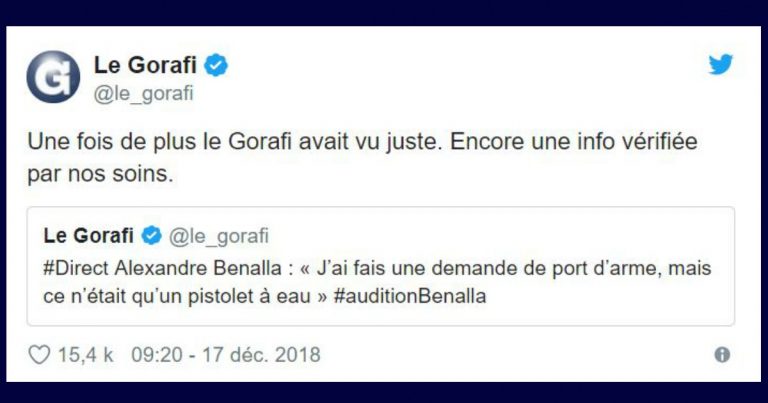 Le Gorafi
@le_gorafi
Une fois de plus le Gorafi avait vu juste. Encore une info vérifiée
par nos soins.
Le Gorafi @le_gorafi
#Direct Alexandre Benalla : « J’ai fais une demande de port d’arme, mais
ce n’était qu’un pistolet à eau » #auditionBenalla
15,4 k 09:20 - 17 déc. 2018